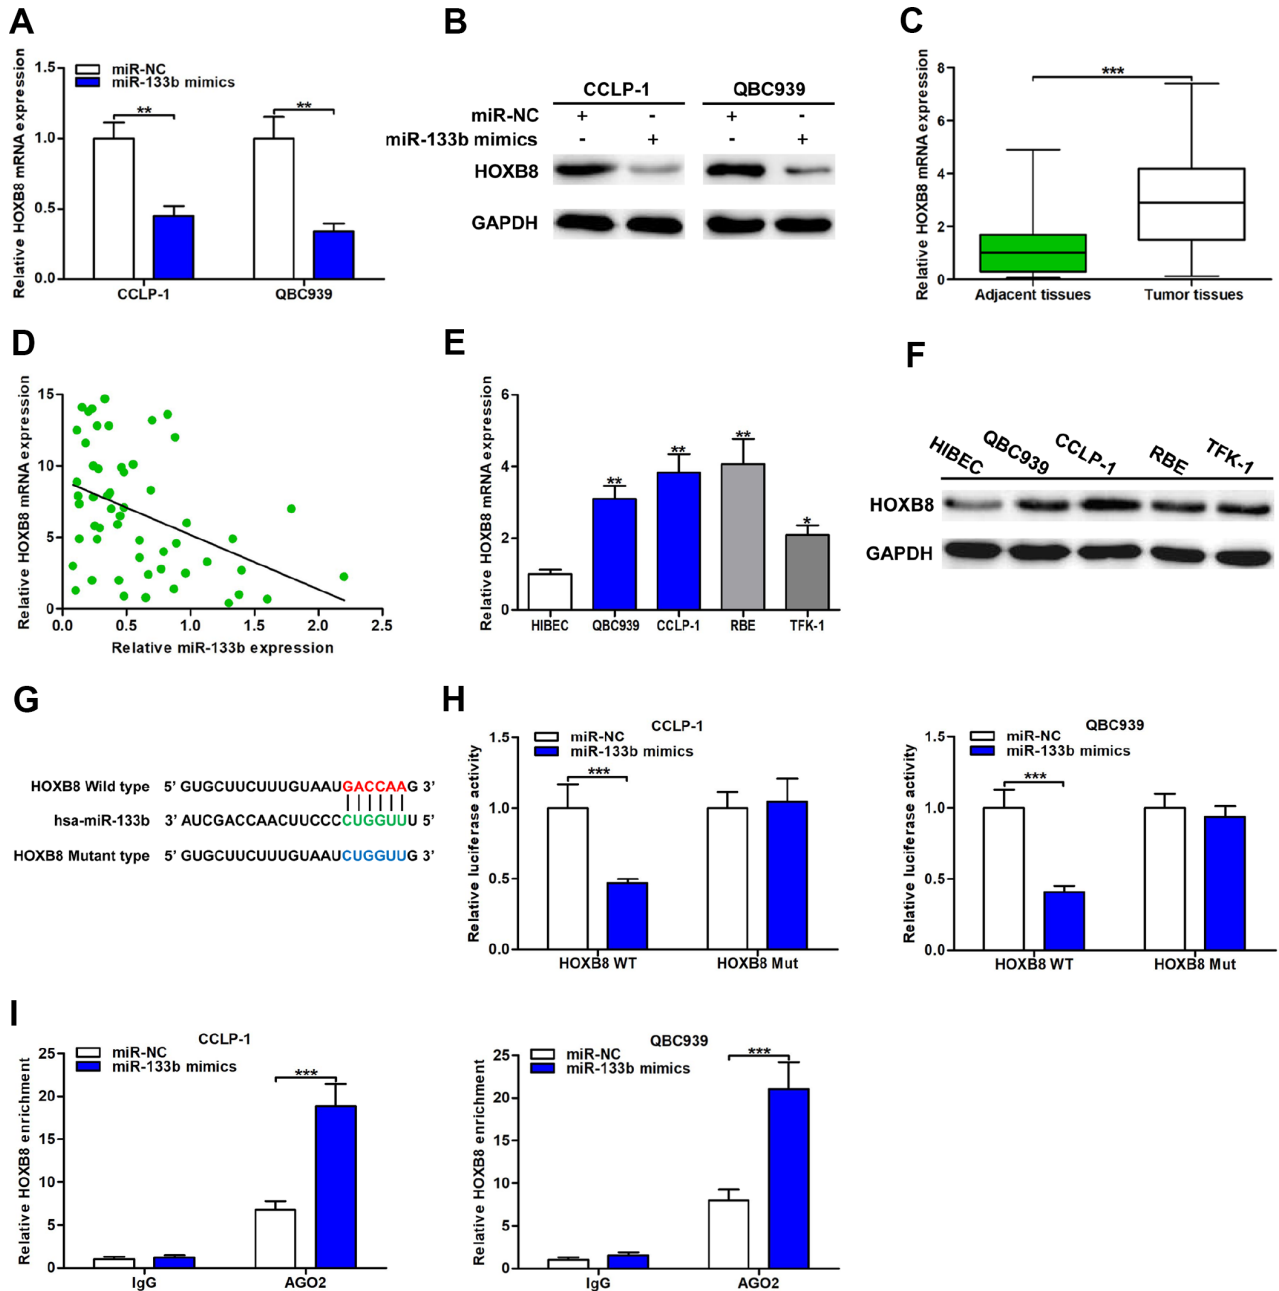 A
Relative HOXB8 mRNA expression
1.5
1.0
0.5
0.0
miR-NC
miR-133b mimics
**
**
CCLP-1
QBC939
B
CCLP-1
QBC939
miR-NC + - + -
miR-133b mimics - + - +
HOXB8
GAPDH
C
Relative HOXB8 mRNA expression
8
6
4
2
0
***
Adjacent tissues
Tumor tissues
D
Relative HOXB8 mRNA expression
15
10
5
0
0.0 0.5 1.0 1.5 2.0 2.5
Relative miR-133b expression
E
Relative HOXB8 mRNA expression
6
4
2
0
**
**
**
*
HIBEC QBC939 CCLP-1 RBE TFK-1
F
HIBEC QBC939 CCLP-1 RBE TFK-1
HOXB8
GAPDH
G
HOXB8 Wild type 5' GUGCUUCUUUGUAAUGACCAAG 3'
hsa-miR-133b 3' AUCGACCAACUUCCCCUGGUUU 5'
HOXB8 Mutant type 5' GUGCUUCUUUGUAAUCUGGUUG 3'
H
CCLP-1
Relative luciferase activity
1.5
1.0
0.5
0.0
miR-NC
miR-133b mimics
***
HOXB8 WT
HOXB8 Mut
QBC939
Relative luciferase activity
1.5
1.0
0.5
0.0
miR-NC
miR-133b mimics
***
HOXB8 WT
HOXB8 Mut
I
CCLP-1
Relative HOXB8 enrichment
25
20
15
10
5
0
miR-NC
miR-133b mimics
***
IgG
AGO2
QBC939
Relative HOXB8 enrichment
25
20
15
10
5
0
miR-NC
miR-133b mimics
***
IgG
AGO2